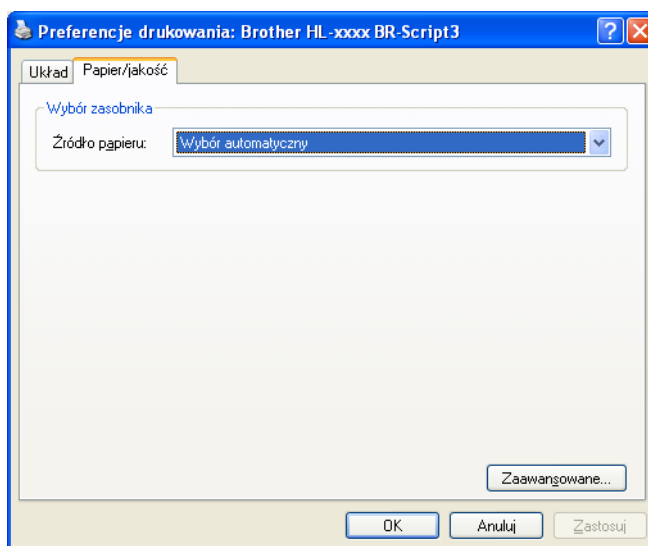 Preferencje drukowania: Brother HL-xxxx BR-Script3
Układ Papier/jakość
Wybór zasobnika
Źródło papieru: Wybór automatyczny
Zaawansowane...
OK Anuluj Zastosuj